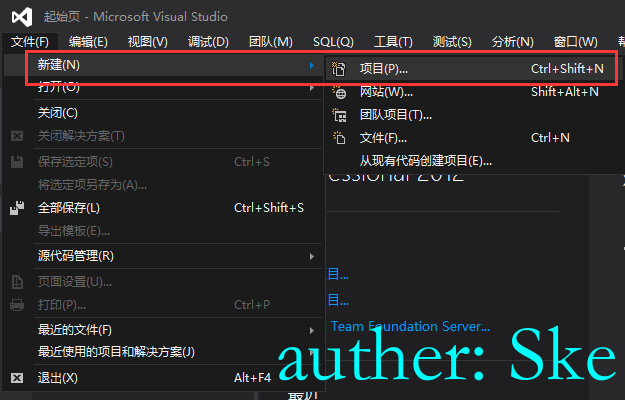 起始页 - Microsoft Visual Studio
文件(F) 编辑(E) 视图(V) 调试(D) 团队(M) SQL(Q) 工具(T) 测试(S) 分析(N) 窗口(W)
新建(N)
项目(P)... Ctrl+Shift+N
打开(O)
网站(W)... Shift+Alt+N
关闭(C)
团队项目(T)...
关闭解决方案(T)
文件(F)... Ctrl+N
保存选定项(S) Ctrl+S
从现有代码创建项目(E)...
将选定项另存为(A)...
全部保存(L) Ctrl+Shift+S
导出模板(E)...
源代码管理(R)
页面设置(U)...
目...
打印(P)... Ctrl+P
目...
最近的文件(F)
Team Foundation Server...
最近使用的项目和解决方案(J)
auther: Ske
退出(X) Alt+F4